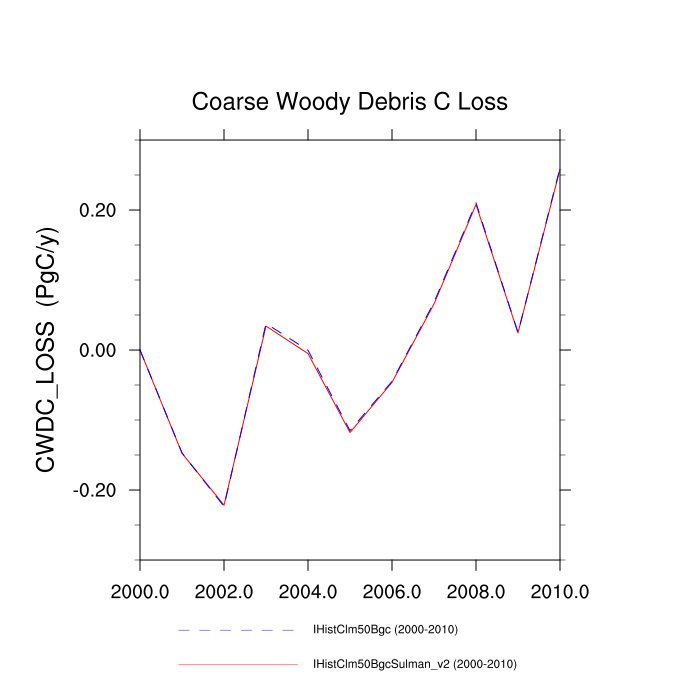 Coarse Woody Debris C Loss
CWDC_LOSS (PgC/y)
0.20
0.00
-0.20
2000.0 2002.0 2004.0 2006.0 2008.0 2010.0
IHistClm50Bgc (2000-2010)
IHistClm50BgcSulman_v2 (2000-2010)